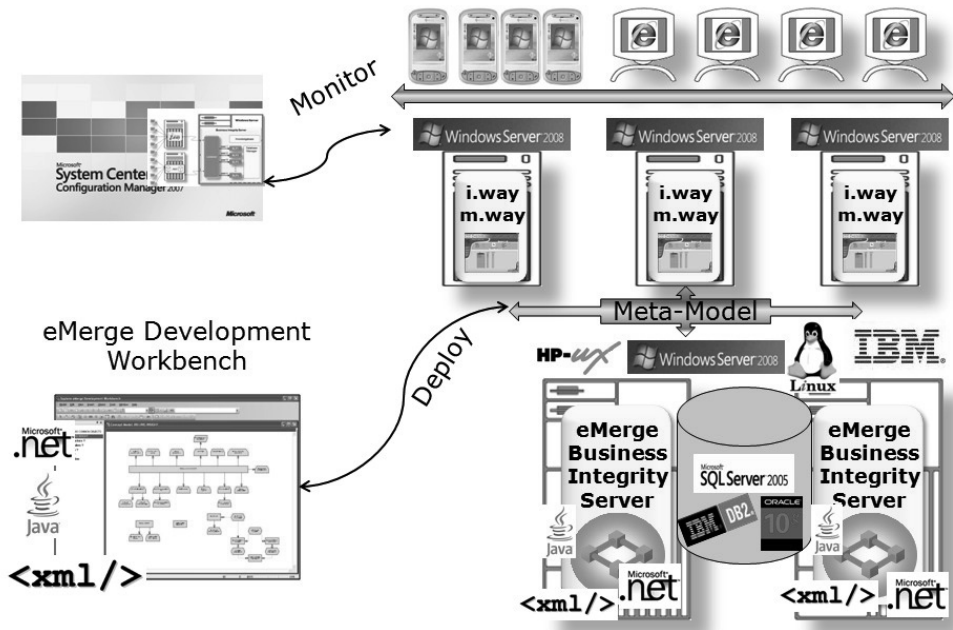 Monitor
Microsoft
System Center
Configuration Manager 2007
Microsoft
Windows Server 2008
Windows Server 2008
Windows Server 2008
i.way
m.way
i.way
m.way
i.way
m.way
Meta-Model
Deploy
eMerge Development
Workbench
HP-ux
Windows Server 2008
Linux
IBM
Microsoft
.net
Java
<xml/>
eMerge
Business
Integrity
Server
Java
Microsoft
.net
<xml/>
Microsoft
SQL Server 2005
IBM
DB2.
ORACLE
10
eMerge
Business
Integrity
Server
Java
Microsoft
.net
<xml/>